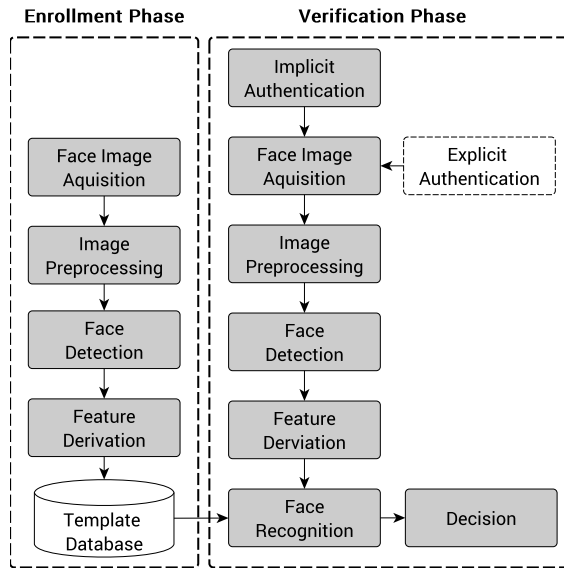 Enrollment Phase
Face Image
Aquisition
Image
Preprocessing
Face
Detection
Feature
Derivation
Template
Database
Verification Phase
Implicit
Authentication
Face Image
Aquisition
Explicit
Authentication
Image
Preprocessing
Face
Detection
Feature
Derviation
Face
Recognition
Decision